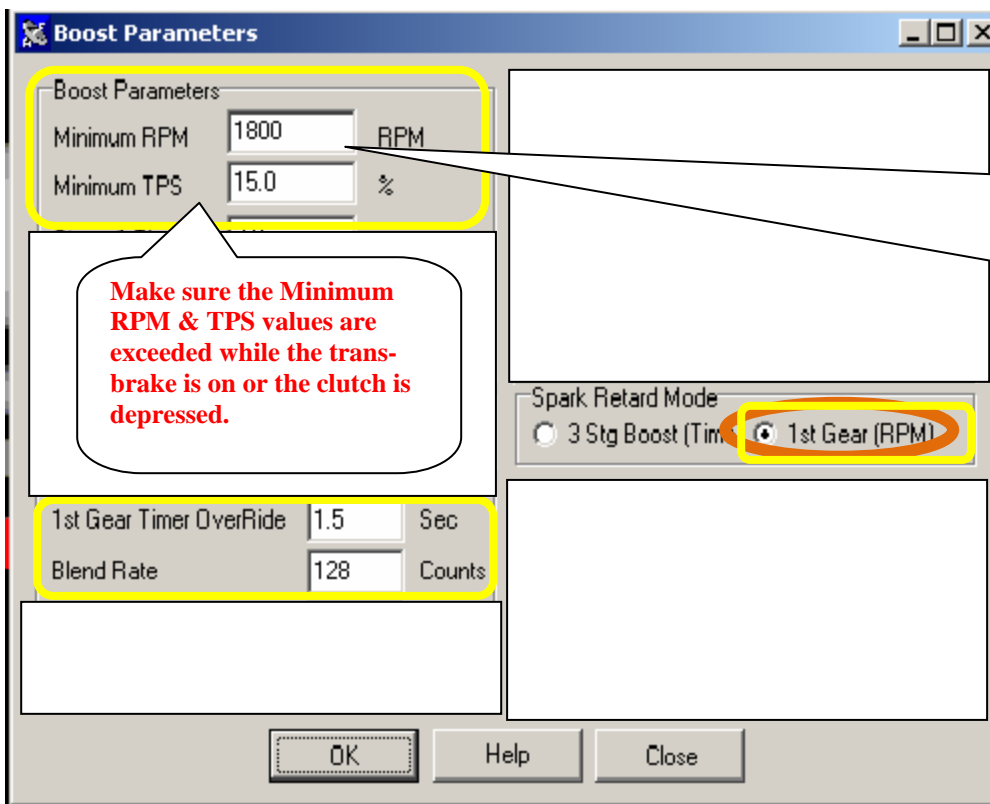 Boost Parameters
Boost Parameters
Minimum RPM 1800 RPM
Minimum TPS 15.0 %
Make sure the Minimum
RPM & TPS values are
exceeded while the trans-
brake is on or the clutch is
depressed.
Spark Retard Mode
3 Stg Boost (Tim 1st Gear (RPM)
1st Gear Timer OverRide 1.5 Sec
Blend Rate 128 Counts
OK Help Close